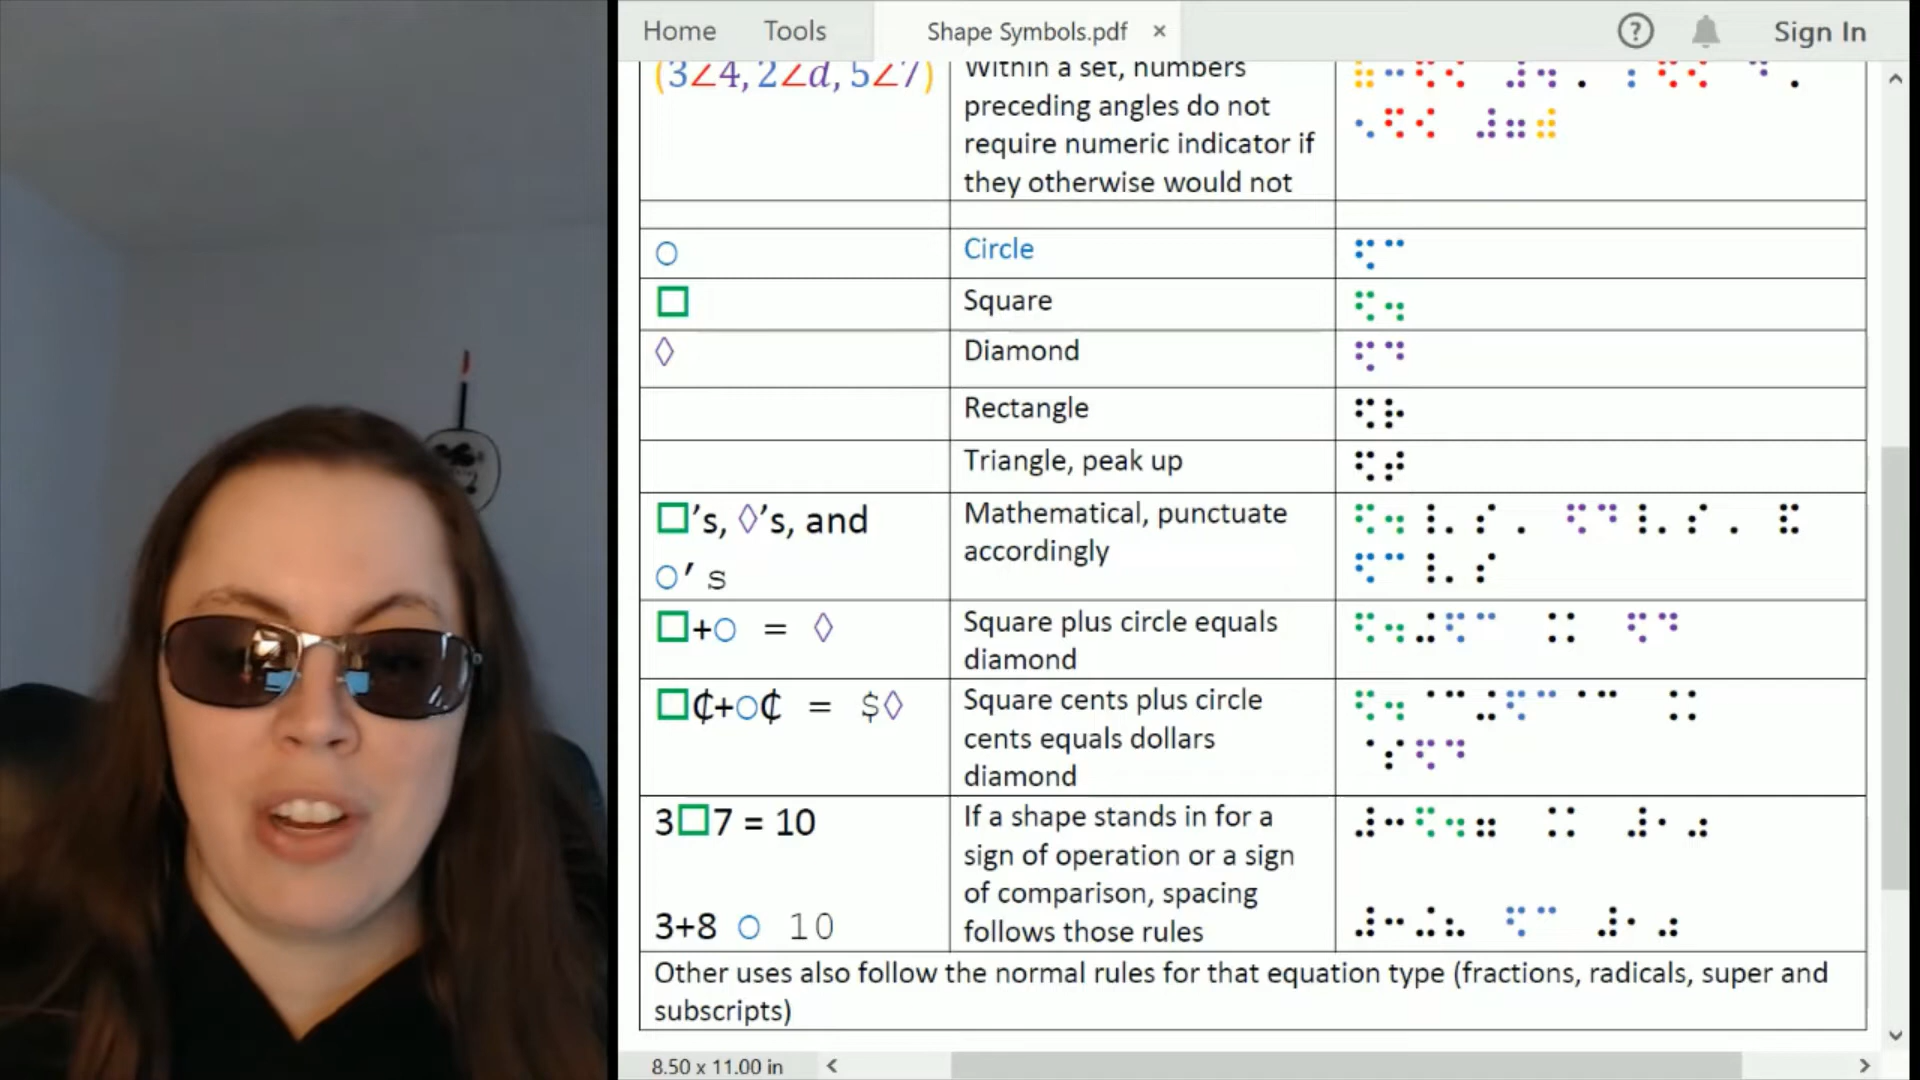 Home Tools Shape Symbols.pdf × ? Sign In
(3∠4, 2∠d, 5∠7) Within a set, numbers ⠷⠒⠫⠪ ⠼⠲⠠ ⠆⠫⠪ ⠙⠠
preceding angles do not ⠢⠫⠪ ⠼⠶⠾
require numeric indicator if
they otherwise would not
○ Circle ⠫⠉
□ Square ⠫⠲
◊ Diamond ⠫⠙
Rectangle ⠫⠗
Triangle, peak up ⠫⠞
□’s, ◊’s, and Mathematical, punctuate ⠫⠲⠸⠄⠎⠠ ⠫⠙⠸⠄⠎⠠ ⠯
○’s accordingly ⠫⠉⠸⠄⠎
□+○ = ◊ Square plus circle equals ⠫⠲⠬⠫⠉ ⠨⠅ ⠫⠙
diamond
□¢+○¢ = $◊ Square cents plus circle ⠫⠲⠈⠉⠬⠫⠉⠈⠉ ⠨⠅
cents equals dollars ⠈⠎⠫⠙
diamond
3□7 = 10 If a shape stands in for a ⠼⠒⠫⠲⠶ ⠨⠅ ⠼⠂⠴
sign of operation or a sign
of comparison, spacing
3+8 ○ 10 follows those rules ⠼⠒⠬⠦ ⠫⠉ ⠼⠂⠴
Other uses also follow the normal rules for that equation type (fractions, radicals, super and
subscripts)
8.50 x 11.00 in